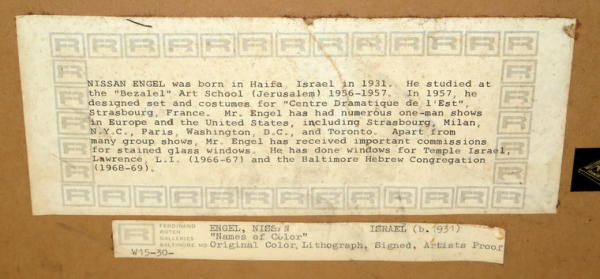 NISSAN ENGEL was born in Haifa, Israel in 1931. He studied at
the "Bezalel" Art School (Jerusalem) 1956-1957. In 1957, he
designed set and costumes for "Centre Dramatique de l'Est",
Strasbourg, France. Mr. Engel has had numerous one-man shows
in Europe and the United States, including Strasbourg, Milan,
N.Y.C., Paris, Washington, D.C., and Toronto. Apart from
many group shows, Mr. Engel has received important commissions
for stained glass windows. He has done windows for Temple Israel,
Lawrence, L.I. (1966-67) and the Baltimore Hebrew Congregation
(1968-69).
FERDINAND
ROTEN
GALLERIES
BALTIMORE MD
ENGEL, NISSAN ISRAEL (b.1931)
"Names of Color"
Original Color Lithograph, Signed, Artists Proof
W15-30-